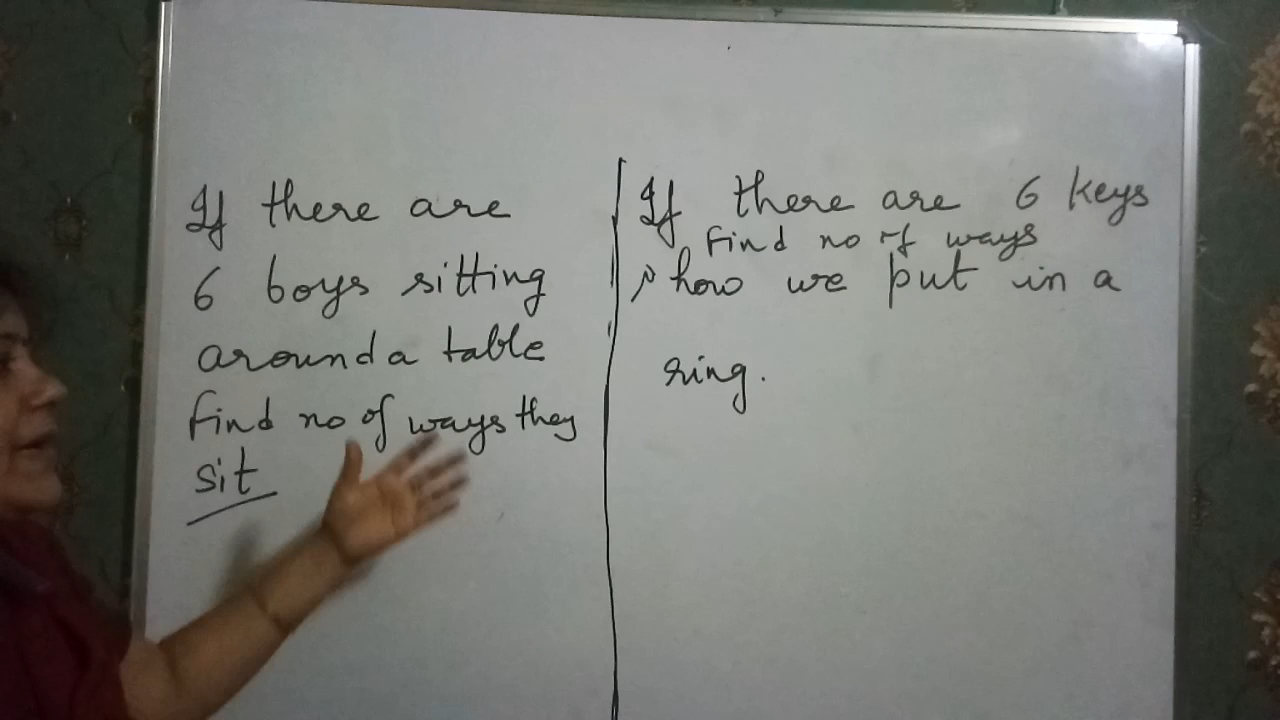 If there are
6 boys sitting
around a table
find no of ways they
sit
If there are 6 keys
Find no of ways
how we put in a
ring.